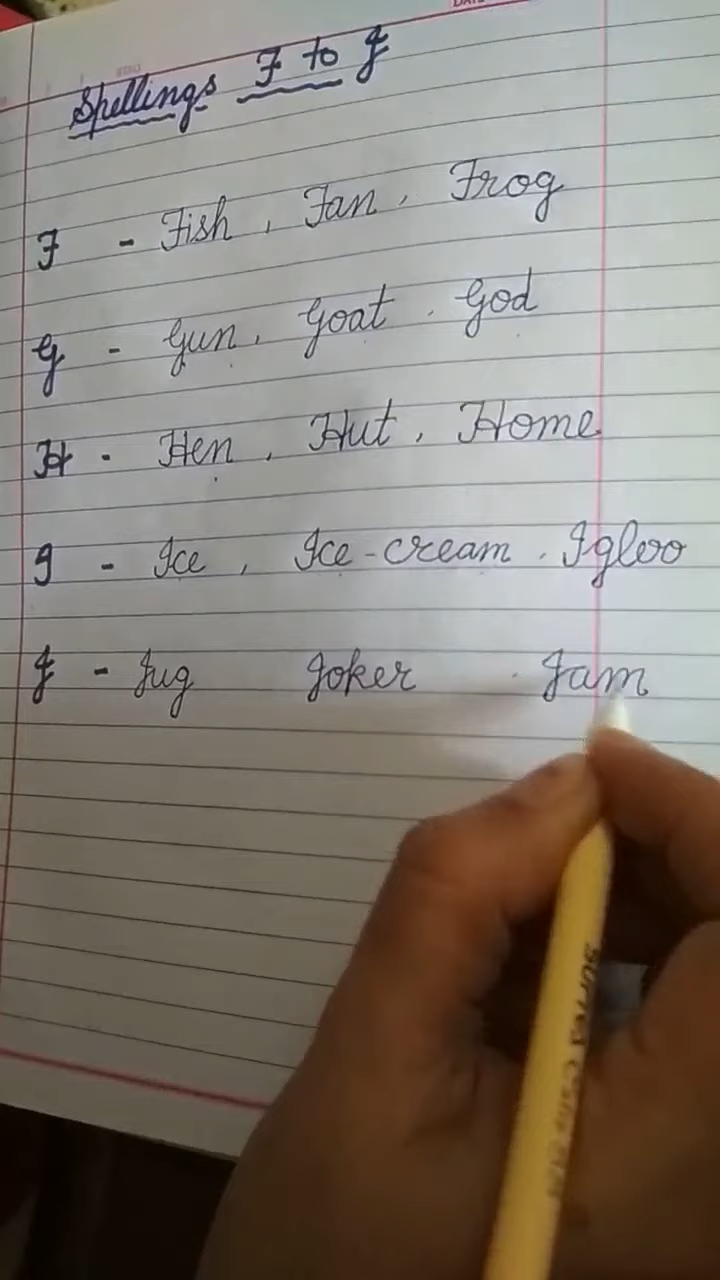 Spellings F to J
F - Fish, Fan, Frog
G - Gun, Goat. God
H - Hen, Hut, Home
I - Ice, Ice-cream. Igloo
J - Jug Joker Jam